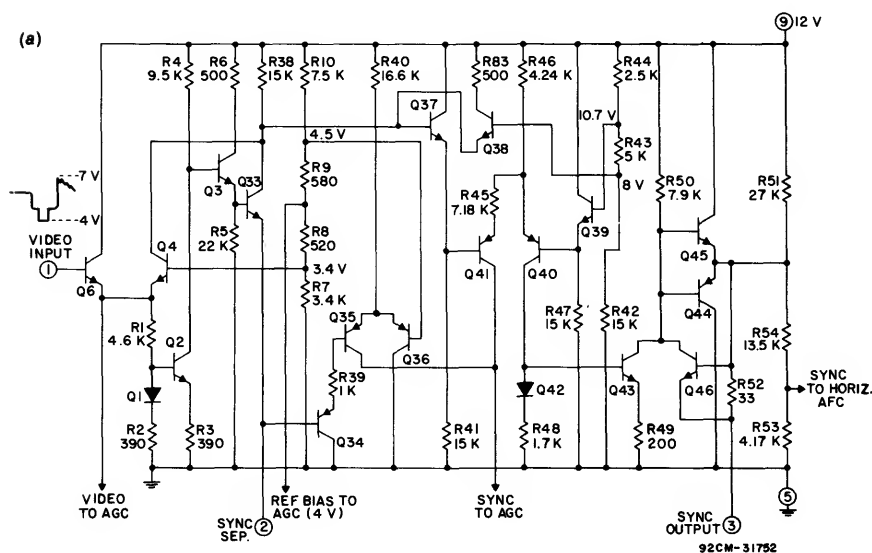 (a)
9 12 V
R4
9.5 K
R6
500
R38
15 K
R10
7.5 K
R40
16.6 K
R83
500
R46
4.24 K
R44
2.5 K
Q37
10.7 V
4.5 V
Q38
R43
5 K
7 V
4 V
Q3
Q33
R9
580
8 V
R50
7.9 K
R51
27 K
VIDEO
INPUT
1
Q4
R5
22 K
R8
520
R45
7.18 K
Q39
Q45
Q6
3.4 V
Q41
Q40
R7
3.4 K
Q44
R1
4.6 K
Q2
Q35
Q36
R47
15 K
R42
15 K
R54
13.5 K
Q1
R39
1 K
Q42
Q43
Q46
R52
33
SYNC
TO HORIZ.
AFC
R2
390
R3
390
Q34
R41
15 K
R48
1.7 K
R49
200
R53
4.17 K
VIDEO
TO AGC
SYNC
SEP.
2
REF BIAS TO
AGC (4 V)
SYNC
TO AGC
SYNC
OUTPUT
3
5
92CM-31752